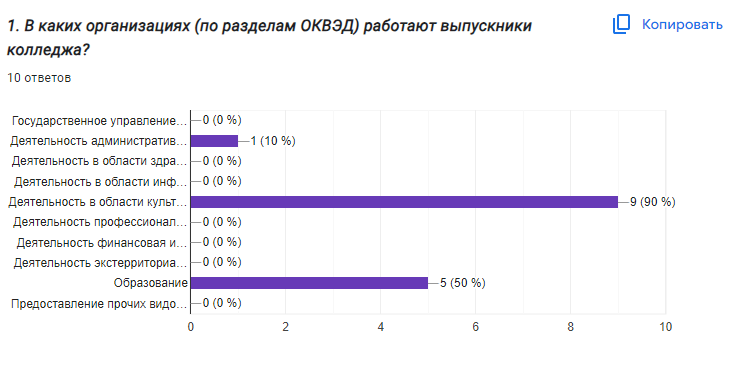 1. В каких организациях (по разделам ОКВЭД) работают выпускники
колледжа?
Копировать
10 ответов
Государственное управление… 0 (0 %)
Деятельность административ… 1 (10 %)
Деятельность в области здра… 0 (0 %)
Деятельность в области инф… 0 (0 %)
Деятельность в области культ… 9 (90 %)
Деятельность профессионал… 0 (0 %)
Деятельность финансовая и… 0 (0 %)
Деятельность экстерриториа… 0 (0 %)
Образование 5 (50 %)
Предоставление прочих видо… 0 (0 %)
0 2 4 6 8 10